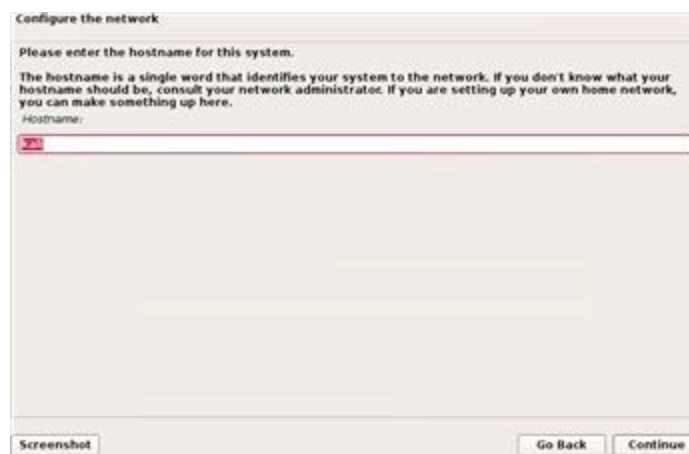 Configure the network
Please enter the hostname for this system.
The hostname is a single word that identifies your system to the network. If you don't know what your
hostname should be, consult your network administrator. If you are setting up your own home network,
you can make something up here.
Hostname:
kali
Screenshot
Go Back
Continue